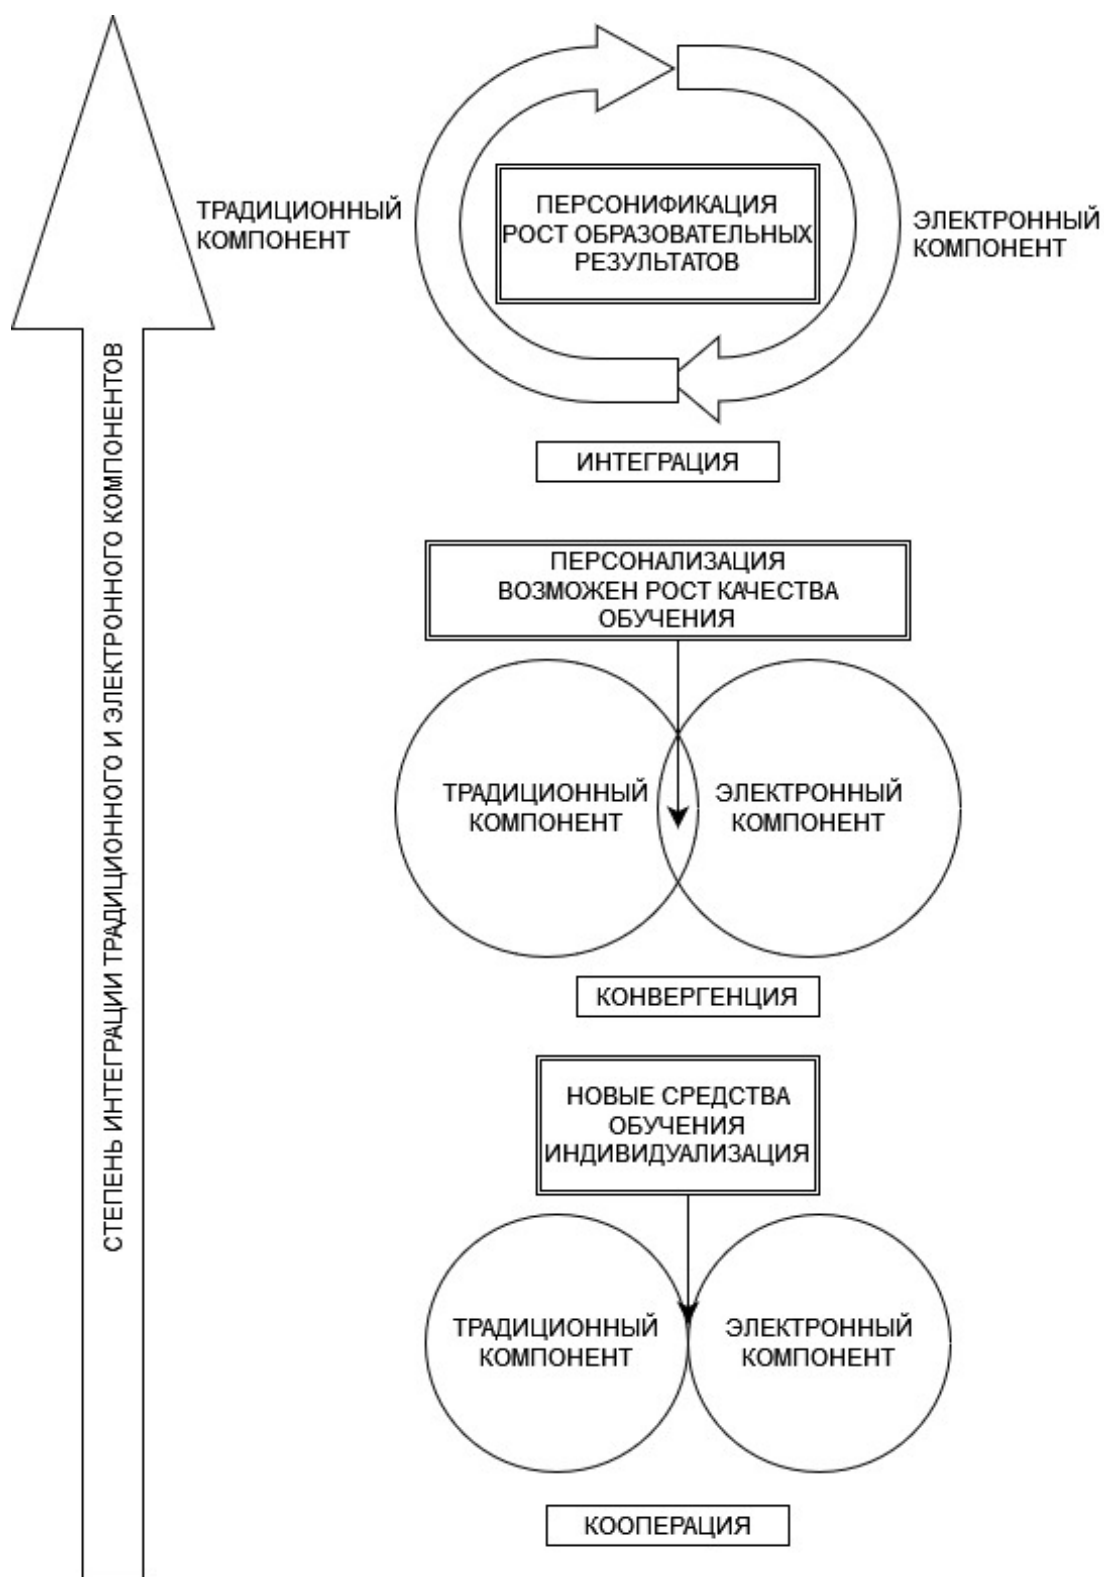 ТРАДИЦИОННЫЙ
КОМПОНЕНТ
ПЕРСОНИФИКАЦИЯ
РОСТ ОБРАЗОВАТЕЛЬНЫХ
РЕЗУЛЬТАТОВ
ЭЛЕКТРОННЫЙ
КОМПОНЕНТ
ИНТЕГРАЦИЯ
СТЕПЕНЬ ИНТЕГРАЦИИ ТРАДИЦИОННОГО И ЭЛЕКТРОННОГО КОМПОНЕНТОВ
ПЕРСОНАЛИЗАЦИЯ
ВОЗМОЖЕН РОСТ КАЧЕСТВА
ОБУЧЕНИЯ
ТРАДИЦИОННЫЙ
КОМПОНЕНТ
ЭЛЕКТРОННЫЙ
КОМПОНЕНТ
КОНВЕРГЕНЦИЯ
НОВЫЕ СРЕДСТВА
ОБУЧЕНИЯ
ИНДИВИДУАЛИЗАЦИЯ
ТРАДИЦИОННЫЙ
КОМПОНЕНТ
ЭЛЕКТРОННЫЙ
КОМПОНЕНТ
КООПЕРАЦИЯ